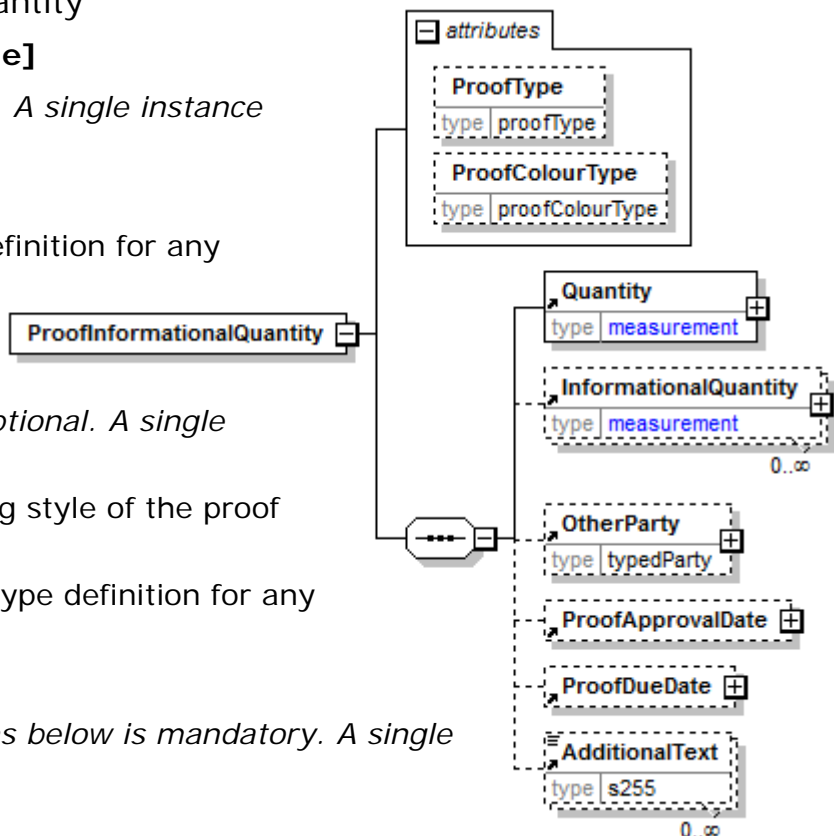 antity
e]
. A single instance
efinition for any
ptional. A single
g style of the proof
ype definition for any
s below is mandatory. A single
attributes
ProofType
type proofType
ProofColourType
type proofColourType
ProofInformationalQuantity
Quantity
type measurement
InformationalQuantity
type measurement
0..∞
OtherParty
type typedParty
ProofApprovalDate
ProofDueDate
AdditionalText
type s255
0..∞